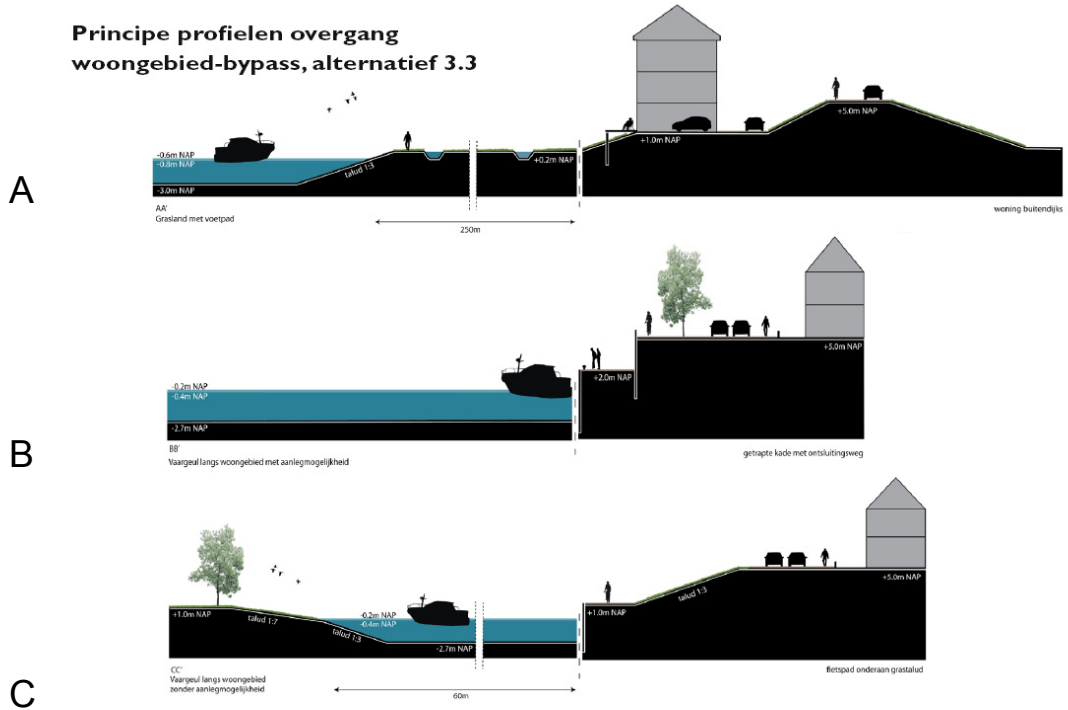 Principe profielen overgang
woongebied-bypass, alternatief 3.3
A
-0.6m NAP
-0.8m NAP
-3.0m NAP
talud 1:3
+0.2m NAP
+1.0m NAP
+5.0m NAP
AA'
Grasland met voetpad
250m
woning buitendijks
B
-0.2m NAP
-0.4m NAP
-2.7m NAP
+2.0m NAP
+5.0m NAP
BB'
Vaargeul langs woongebied met aanlegmogelijkheid
getrapte kade met ontsluitingsweg
C
+1.0m NAP
talud 1:7
talud 1:3
-0.2m NAP
-0.4m NAP
-2.7m NAP
+1.0m NAP
talud 1:3
+5.0m NAP
CC'
Vaargeul langs woongebied
zonder aanlegmogelijkheid
60m
fietspad onderaan grastalud